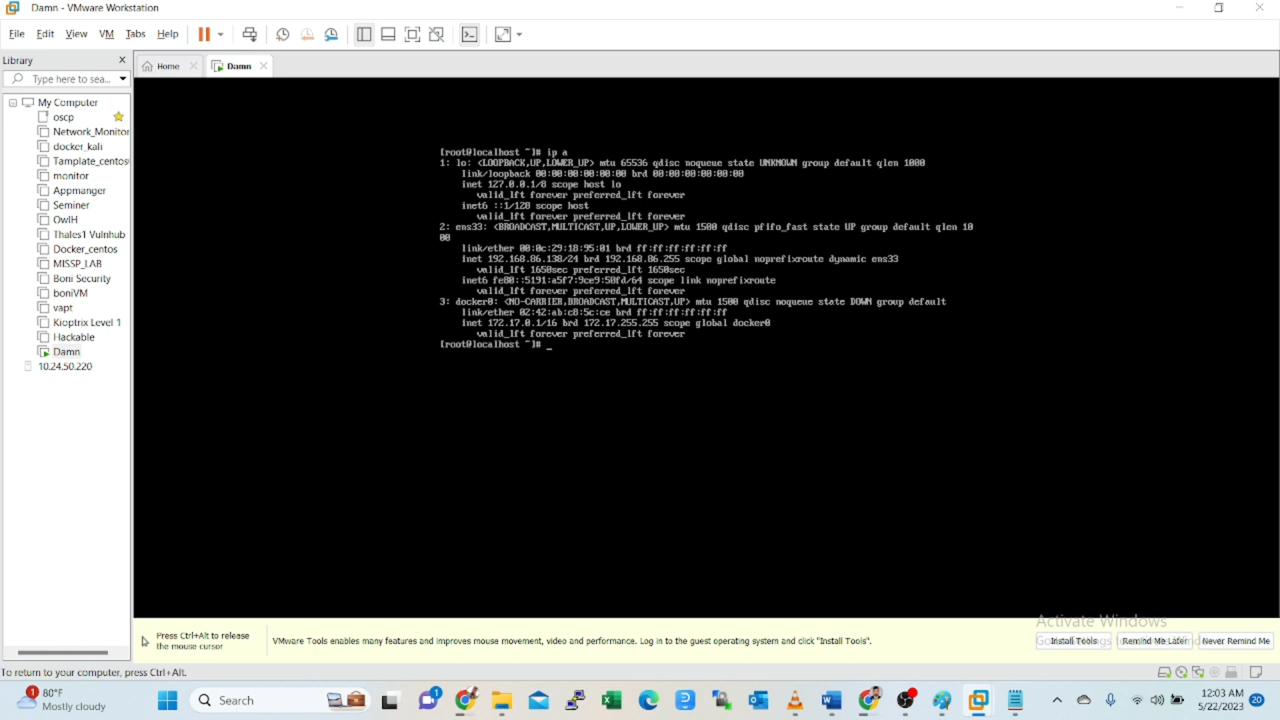 Damn - VMware Workstation
File Edit View VM Tabs Help
Library
Type here to sea...
Home
Damn
My Computer
oscp
Network_Monitor
docker_kali
Tamplate_centos
monitor
Appmanger
Seminer
OwlH
Thales1 Vulnhub
Docker_centos
MISSP_LAB
Boni Security
boniVM
vapt
Kioptrix Level 1
Hackable
Damn
10.24.50.220
[root@localhost ~]# ip a
1: lo: <LOOPBACK,UP,LOWER_UP> mtu 65536 qdisc noqueue state UNKNOWN group default qlen 1000
link/loopback 00:00:00:00:00:00 brd 00:00:00:00:00:00
inet 127.0.0.1/8 scope host lo
valid_lft forever preferred_lft forever
inet6 ::1/128 scope host
valid_lft forever preferred_lft forever
2: ens33: <BROADCAST,MULTICAST,UP,LOWER_UP> mtu 1500 qdisc pfifo_fast state UP group default qlen 10
00
link/ether 00:0c:29:18:95:01 brd ff:ff:ff:ff:ff:ff
inet 192.168.86.138/24 brd 192.168.86.255 scope global noprefixroute dynamic ens33
valid_lft 1650sec preferred_lft 1650sec
inet6 fe80::5191:a5f7:9ce9:50fd/64 scope link noprefixroute
valid_lft forever preferred_lft forever
3: docker0: <NO-CARRIER,BROADCAST,MULTICAST,UP> mtu 1500 qdisc noqueue state DOWN group default
link/ether 02:42:ab:c8:5c:ce brd ff:ff:ff:ff:ff:ff
inet 172.17.0.1/16 brd 172.17.255.255 scope global docker0
valid_lft forever preferred_lft forever
[root@localhost ~]# _
Activate Windows
Press Ctrl+Alt to release
the mouse cursor
VMware Tools enables many features and improves mouse movement, video and performance. Log in to the guest operating system and click "Install Tools".
Install Tools
Remind Me Later
Never Remind Me
To return to your computer, press Ctrl+Alt.
1
80°F
Mostly cloudy
Search
1
12:03 AM
5/22/2023
20